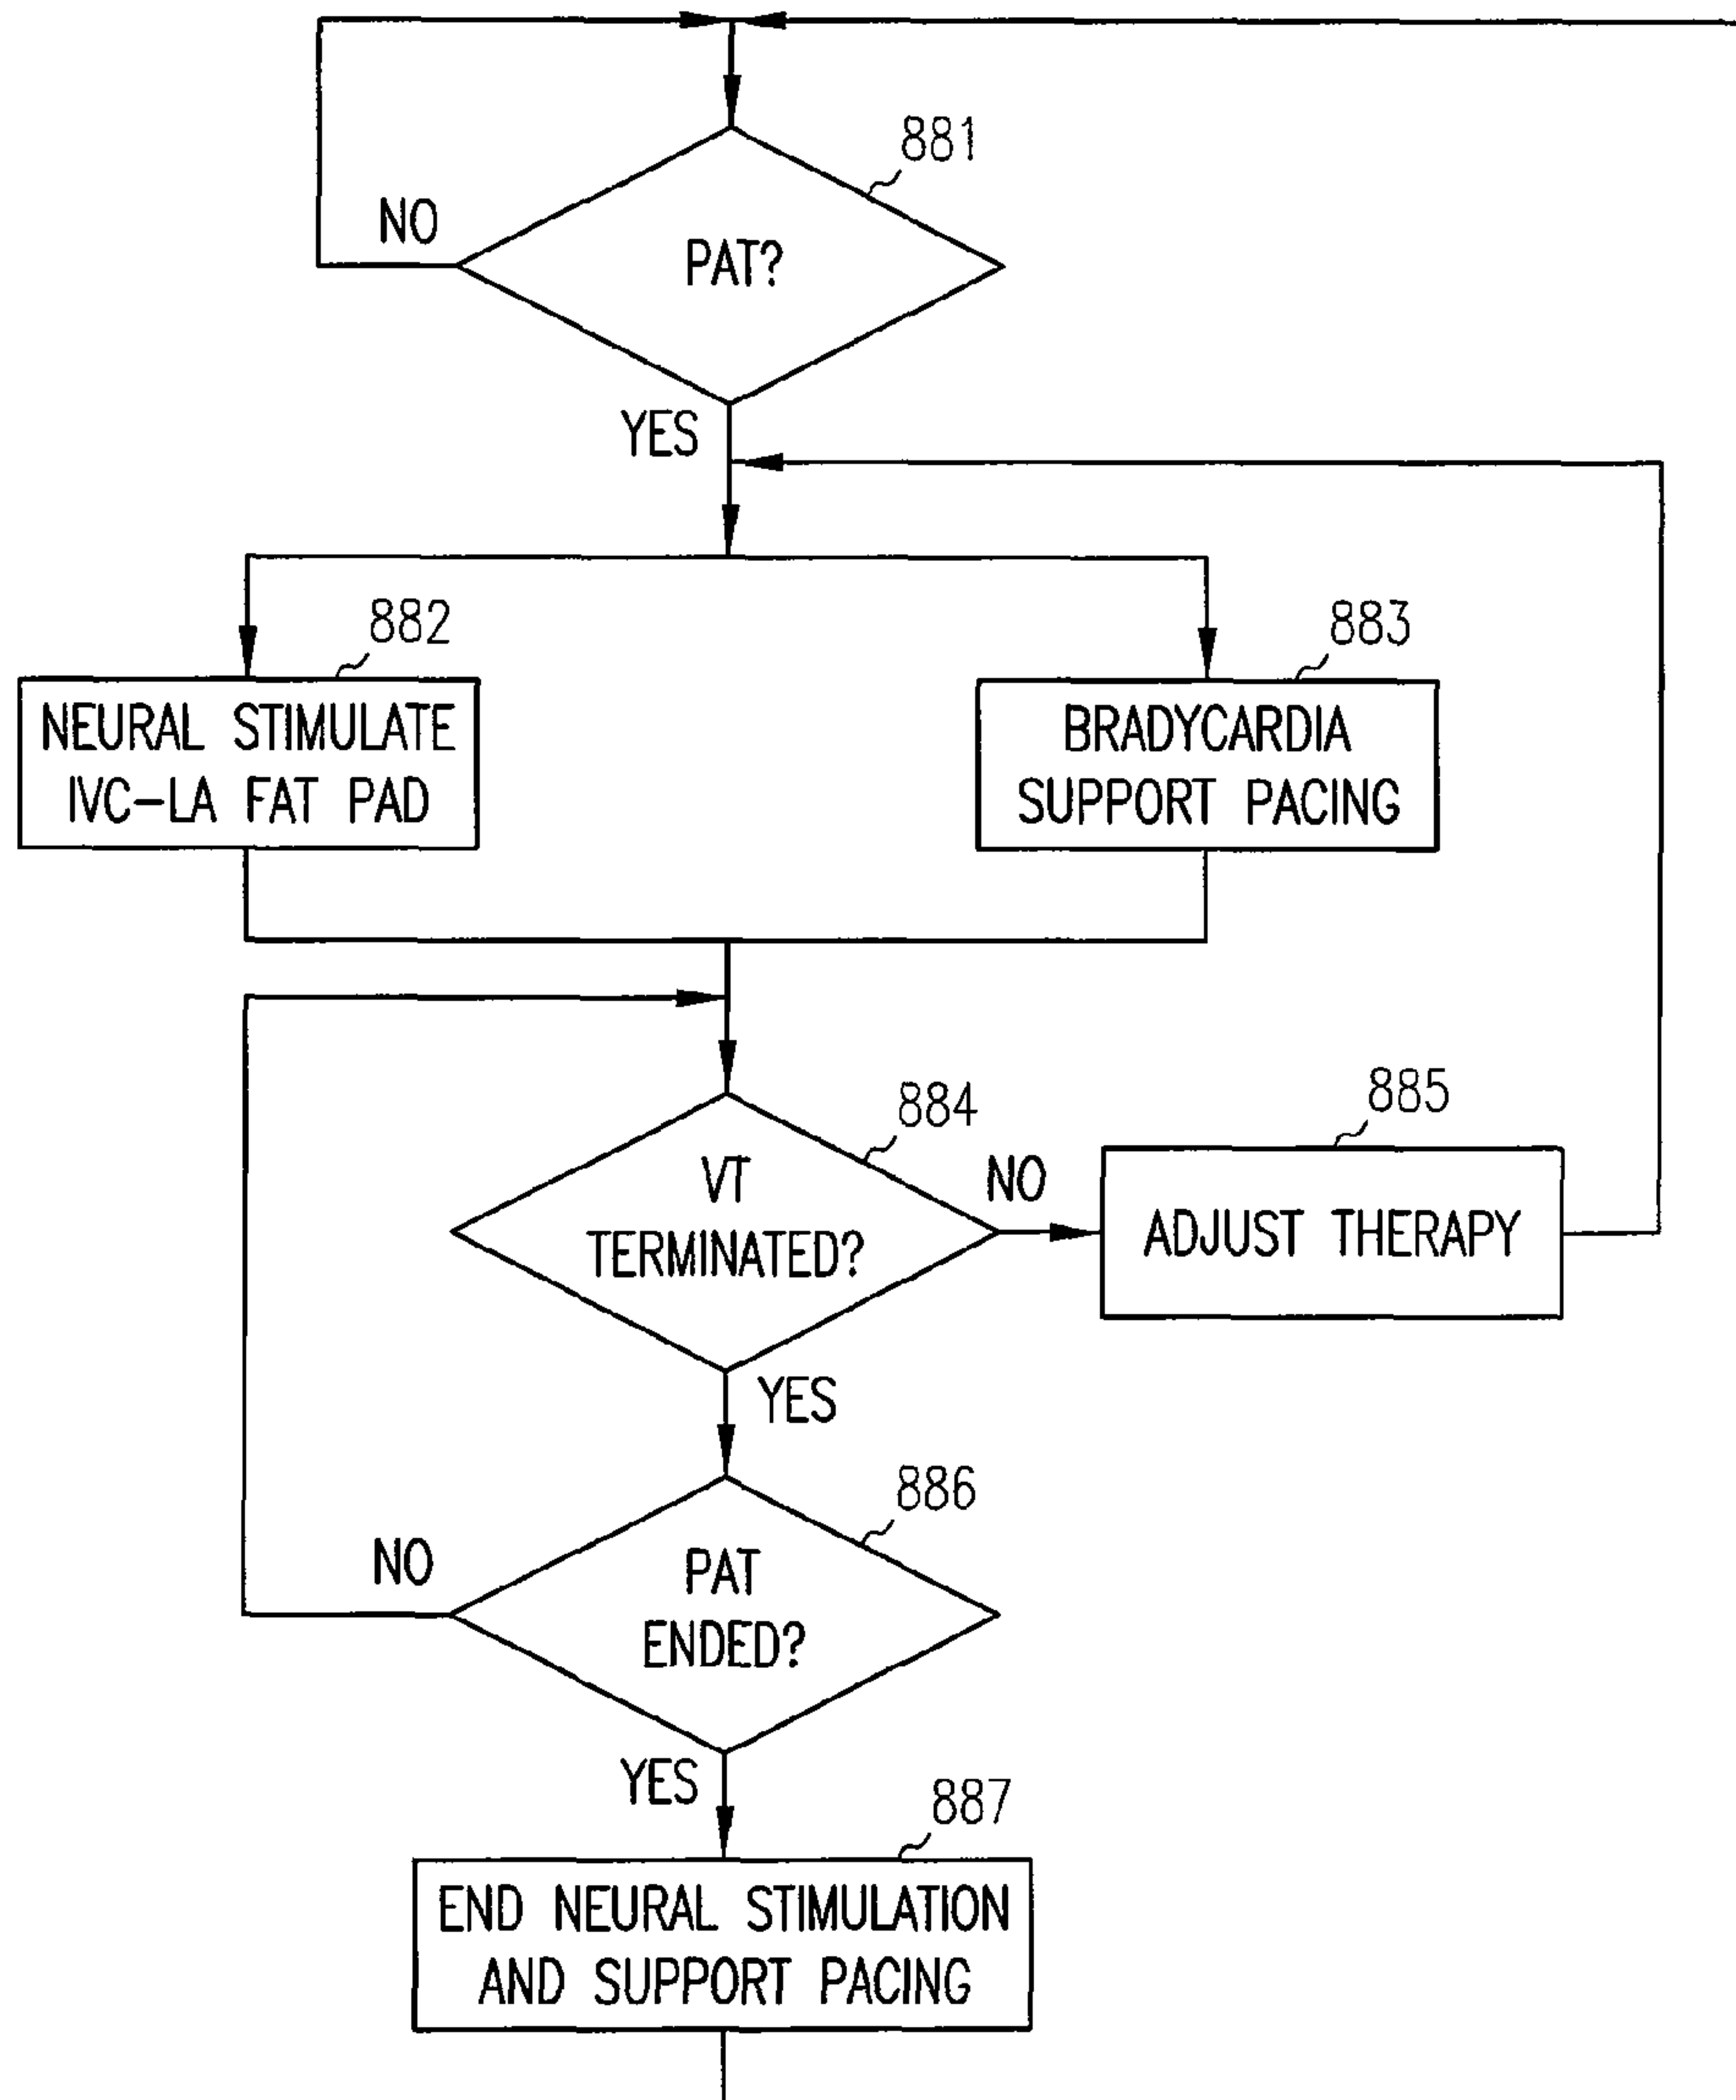 881
NO
PAT?
YES
882
883
NEURAL STIMULATE
IVC-LA FAT PAD
BRADYCARDIA
SUPPORT PACING
884
885
VT
TERMINATED?
NO
ADJUST THERAPY
YES
886
NO
PAT
ENDED?
YES
887
END NEURAL STIMULATION
AND SUPPORT PACING